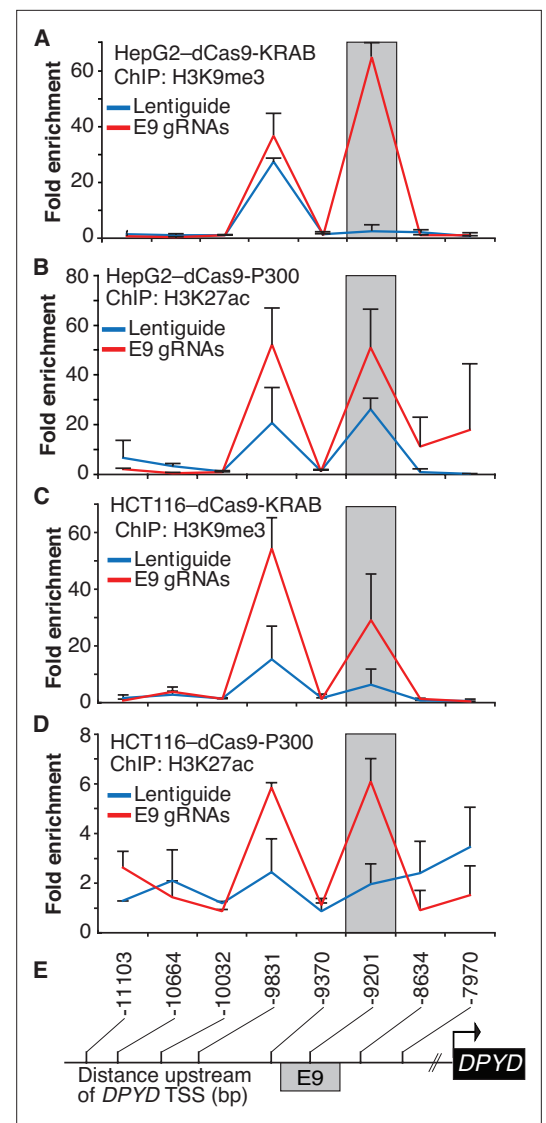 A
HepG2–dCas9-KRAB
ChIP: H3K9me3
Lentiguide
E9 gRNAs
Fold enrichment
60
40
20
0
B
HepG2–dCas9-P300
ChIP: H3K27ac
Lentiguide
E9 gRNAs
Fold enrichment
80
60
40
20
0
C
HCT116–dCas9-KRAB
ChIP: H3K9me3
Lentiguide
E9 gRNAs
Fold enrichment
60
40
20
0
D
HCT116–dCas9-P300
ChIP: H3K27ac
Lentiguide
E9 gRNAs
Fold enrichment
8
6
4
2
0
E
-11103
-10664
-10032
-9831
-9370
-9201
-8634
-7970
Distance upstream
of DPYD TSS (bp)
E9
//
DPYD